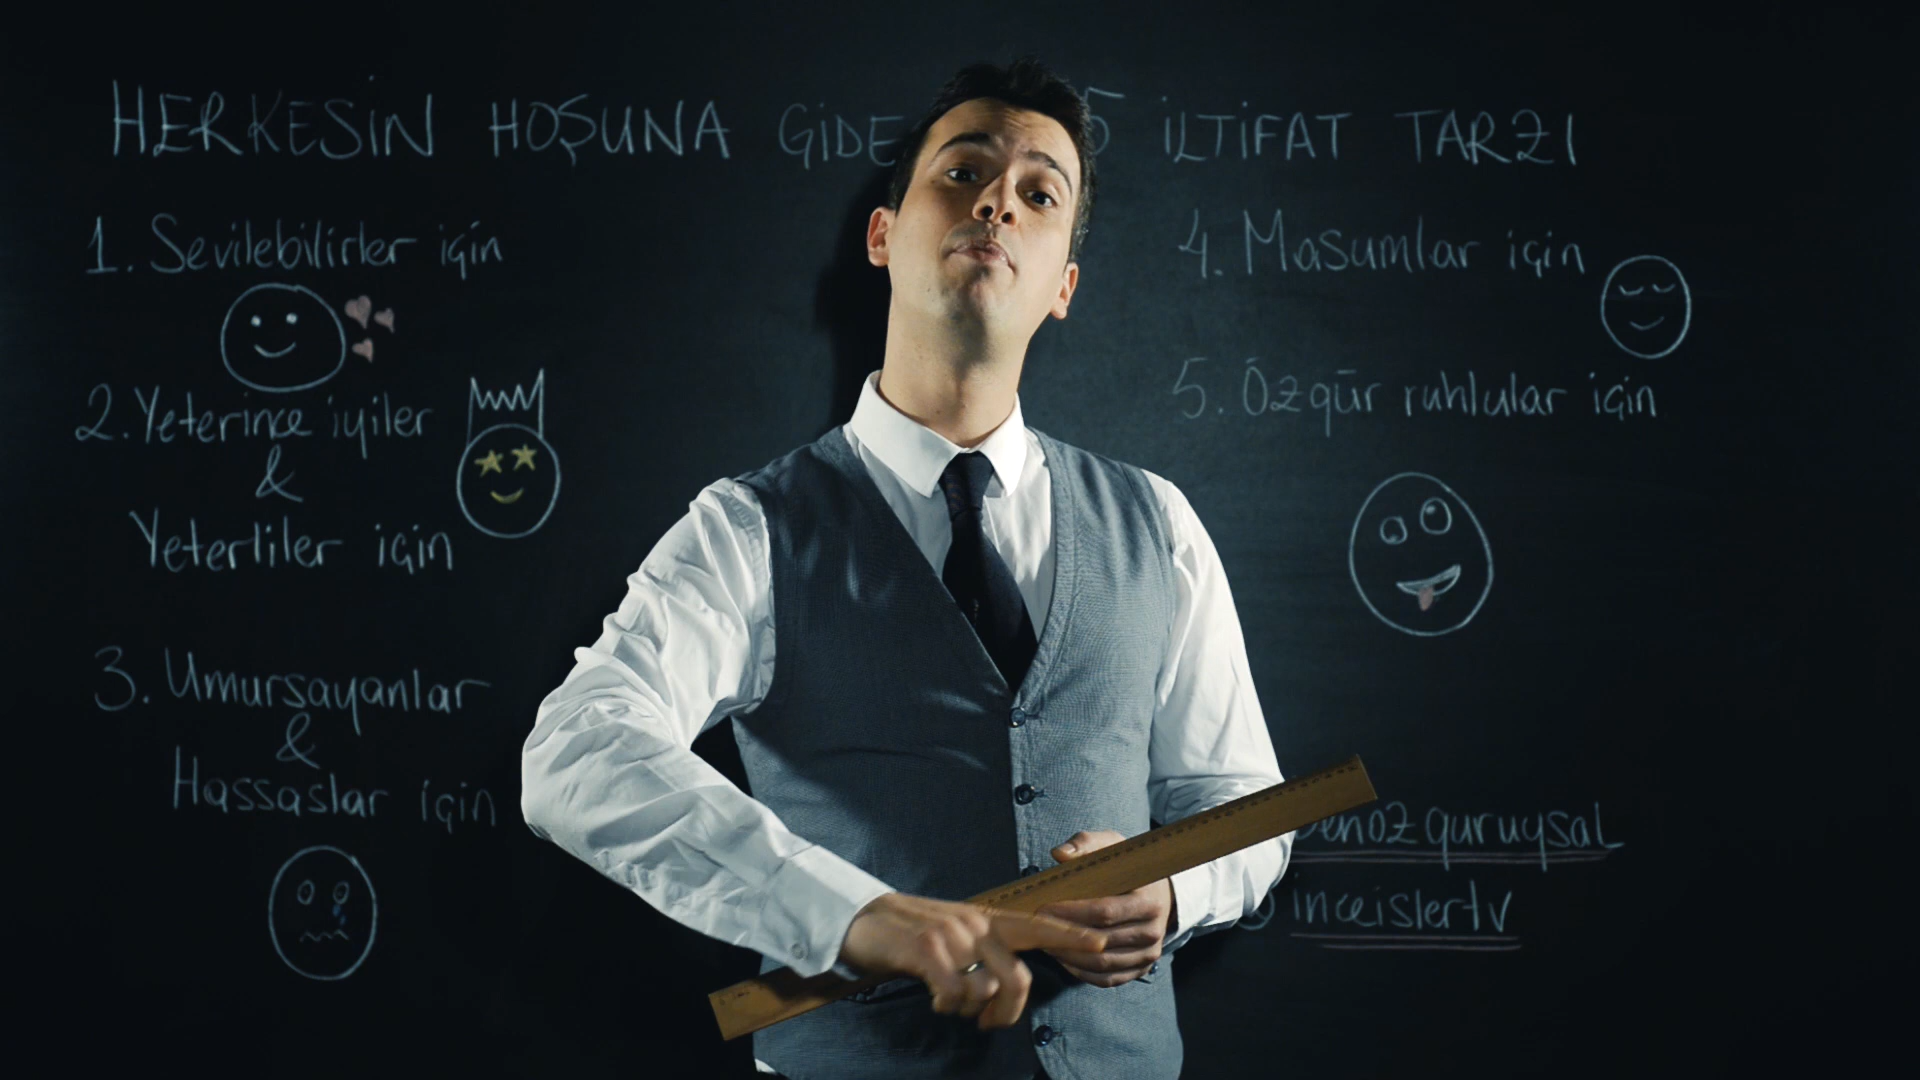 HERKESİN HOŞUNA GİDE 5 İLTİFAT TARZI
1. Sevilebilirler için
2. Yeterince iyiler
&
Yeterliler için
3. Umursayanlar
&
Hassaslar için
4. Masumlar için
5. Özgür ruhlular için
inceislertv